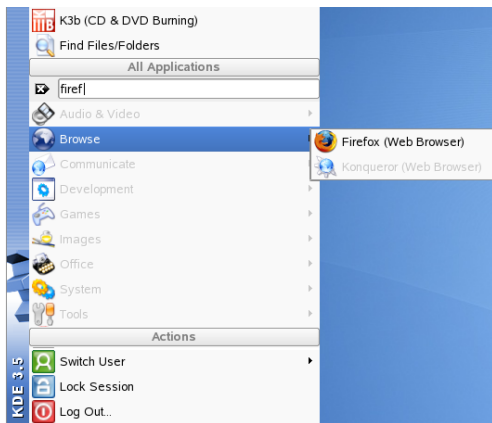 K3b (CD & DVD Burning)
Find Files/Folders
All Applications
firef
Audio & Video
Browse
Firefox (Web Browser)
Konqueror (Web Browser)
Communicate
Development
Games
Images
Office
System
Tools
Actions
Switch User
Lock Session
Log Out...
KDE 3.5